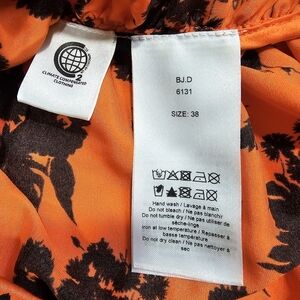 2
CLIMATE COMPENSATED
CLOTHING
BJ.D
6131
SIZE: 38
Hand wash / Lavage à main
Do not bleach / Ne pas blanchir
Do not tumble dry / Ne pas utiliser
sèche-linge
Iron at low temperature / Repasser à
basse température
Do not dry clean / Ne pas nettoyer à
sec